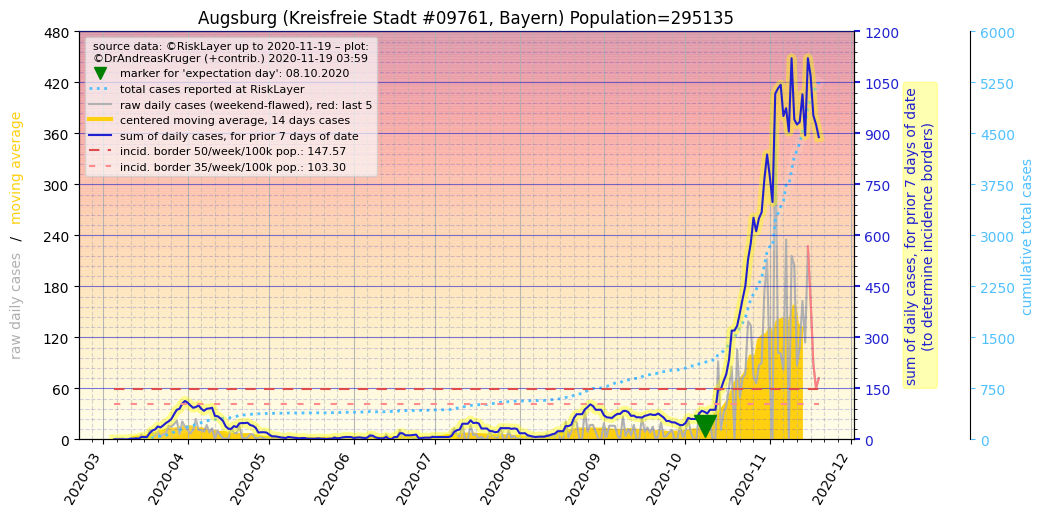 Augsburg (Kreisfreie Stadt #09761, Bayern) Population=295135
source data: ©RiskLayer up to 2020-11-19 – plot:
©DrAndreasKruger (+contrib.) 2020-11-19 03:59
marker for 'expectation day': 08.10.2020
total cases reported at RiskLayer
raw daily cases (weekend-flawed), red: last 5
centered moving average, 14 days cases
sum of daily cases, for prior 7 days of date
incid. border 50/week/100k pop.: 147.57
incid. border 35/week/100k pop.: 103.30
raw daily cases / moving average
480
420
360
300
240
180
120
60
0
1200
1050
900
750
600
450
300
150
0
sum of daily cases, for prior 7 days of date
(to determine incidence borders)
6000
5250
4500
3750
3000
2250
1500
750
0
cumulative total cases
2020-03
2020-04
2020-05
2020-06
2020-07
2020-08
2020-09
2020-10
2020-11
2020-12